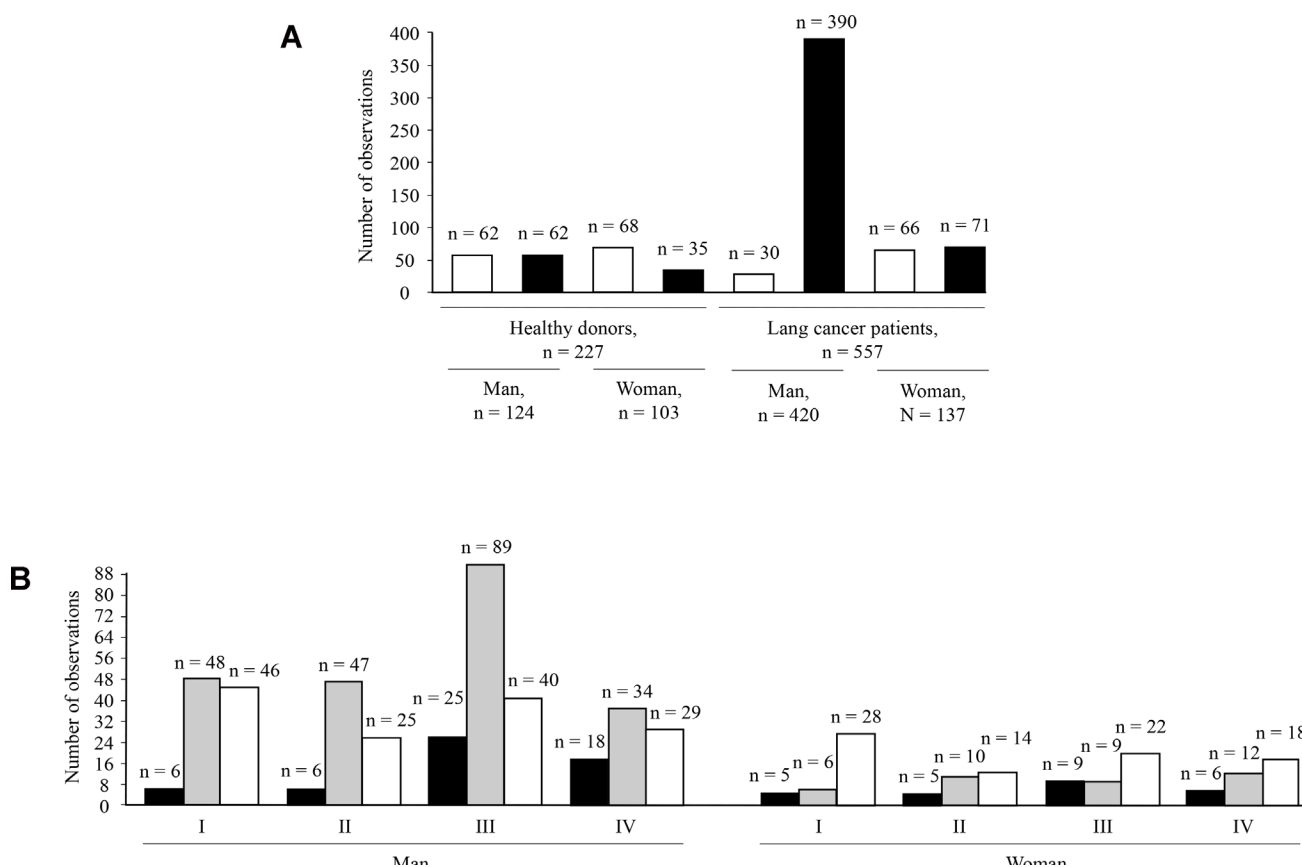 A
Number of observations
400
350
300
250
200
150
100
50
0
n = 62
n = 62
n = 68
n = 35
n = 30
n = 390
n = 66
n = 71
Healthy donors,
n = 227
Lang cancer patients,
n = 557
Man,
n = 124
Woman,
n = 103
Man,
n = 420
Woman,
N = 137
B
Number of observations
88
80
72
64
56
48
40
32
24
16
8
0
n = 6
n = 48
n = 46
n = 6
n = 47
n = 25
n = 25
n = 89
n = 40
n = 18
n = 34
n = 29
n = 5
n = 6
n = 28
n = 5
n = 10
n = 14
n = 9
n = 9
n = 22
n = 6
n = 12
n = 18
I
II
III
IV
I
II
III
IV
Man
Woman